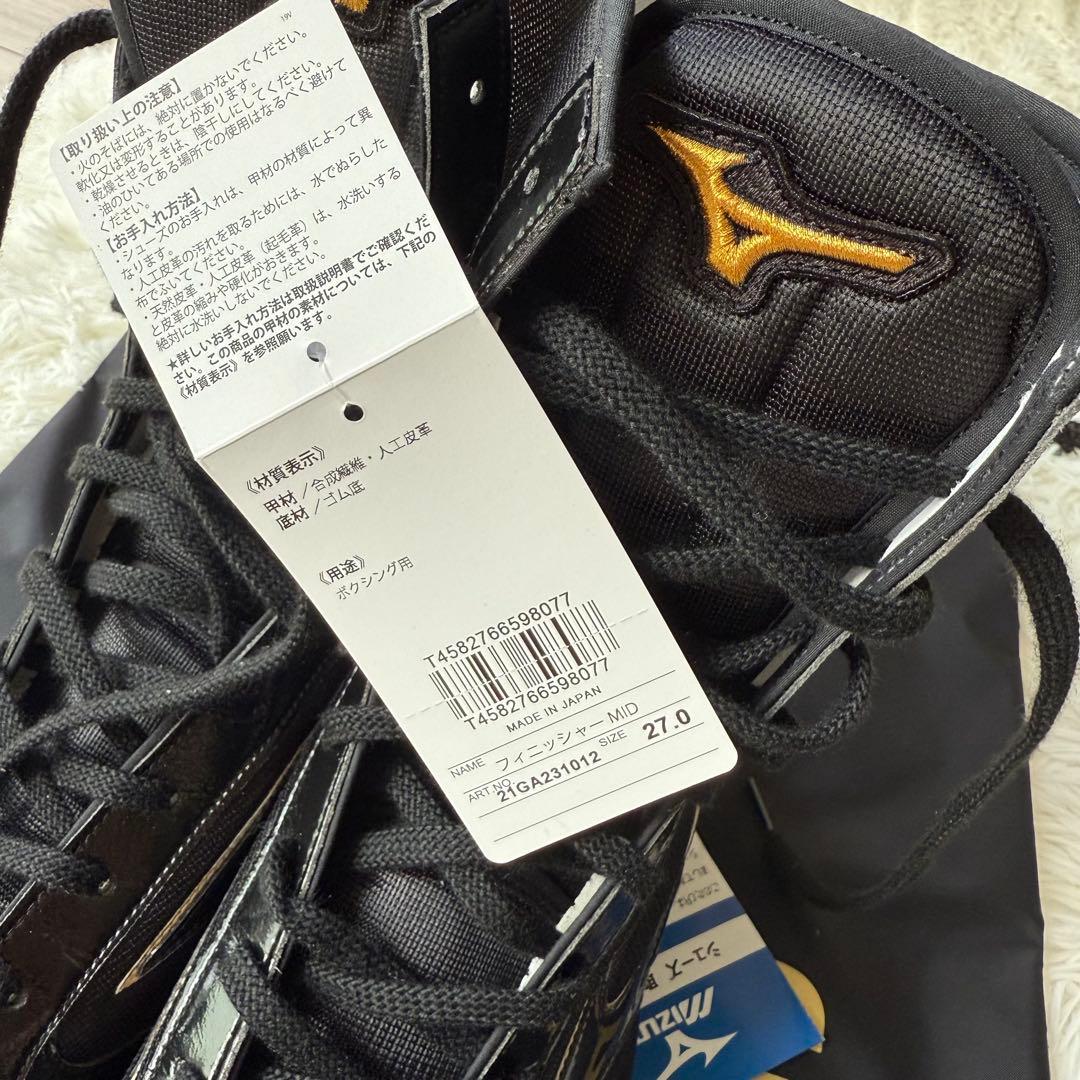 19V
【取り扱い上の注意】
・火のそばには、絶対に置かないでください。
軟化又は変形することがあります。
・乾燥させるときは、陰干しにしてください。
・油のひいてある場所での使用はなるべく避けて
ください。
【お手入れ方法】
・シューズのお手入れは、甲材の材質によって異
なります。
・人工皮革の汚れを取るためには、水でぬらした
布でふいてください。
・天然皮革・人工皮革（起毛革）は、水洗いする
と皮革の縮みや硬化がおきます。
絶対に水洗いしないでください。
★詳しいお手入れ方法は取扱説明書でご確認くだ
さい。この商品の甲材の素材については、下記の
《材質表示》を参照願います。
《材質表示》
甲材／合成繊維・人工皮革
底材／ゴム底
《用途》
ボクシング用
T4582766598077
T4582766598077
MADE IN JAPAN
NAME フィニッシャー MID
ART.NO. 21GA231012 SIZE 27.0
このたびは
シューズ
MIZU